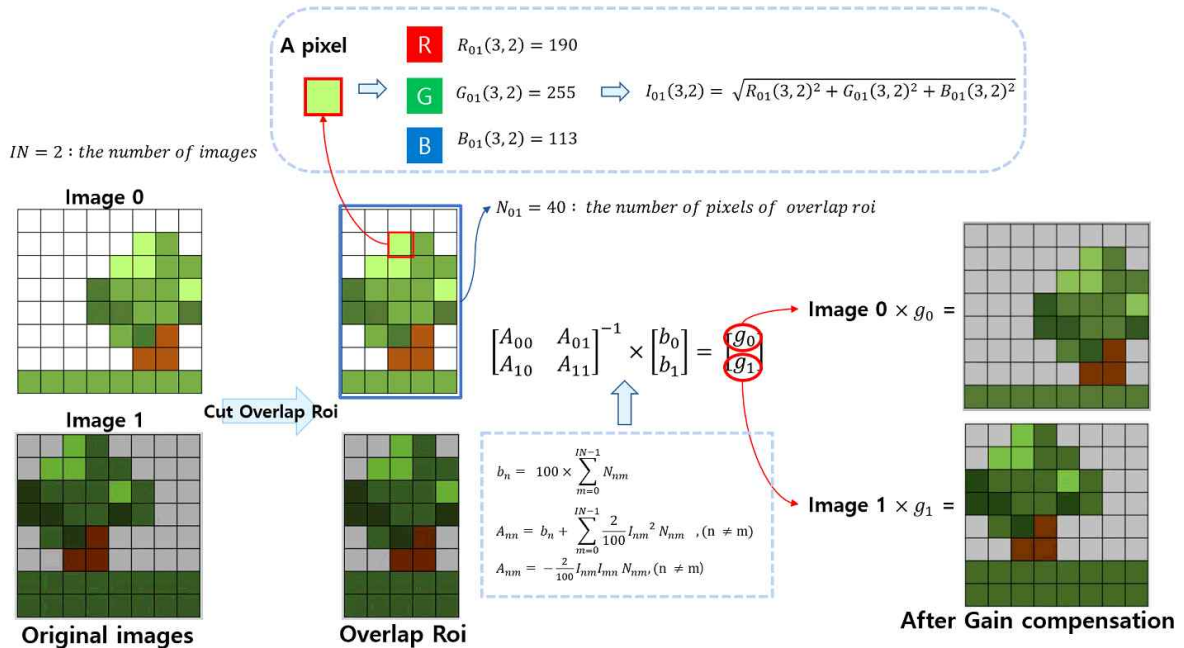 A pixel
R
R₀₁(3,2) = 190
G
G₀₁(3,2) = 255
I₀₁(3,2) = √(R₀₁(3,2)² + G₀₁(3,2)² + B₀₁(3,2)²)
B
B₀₁(3,2) = 113
IN = 2 : the number of images
Image 0
N₀₁ = 40 : the number of pixels of overlap roi
[A₀₀ A₀₁
A₁₀ A₁₁]⁻¹ × [b₀
b₁] = [g₀
g₁]
Image 0 × g₀ =
Cut Overlap Roi
Image 1
bₙ = 100 × ∑_{m=0}^{IN−1} Nₙₘ
Aₙₙ = bₙ + ∑_{m=0}^{IN−1} 2/100 Iₙₘ² Nₙₘ ,(n ≠ m)
Aₙₘ = − 2/100 Iₙₘ Iₘₙ Nₙₘ,(n ≠ m)
Image 1 × g₁ =
Original images
Overlap Roi
After Gain compensation